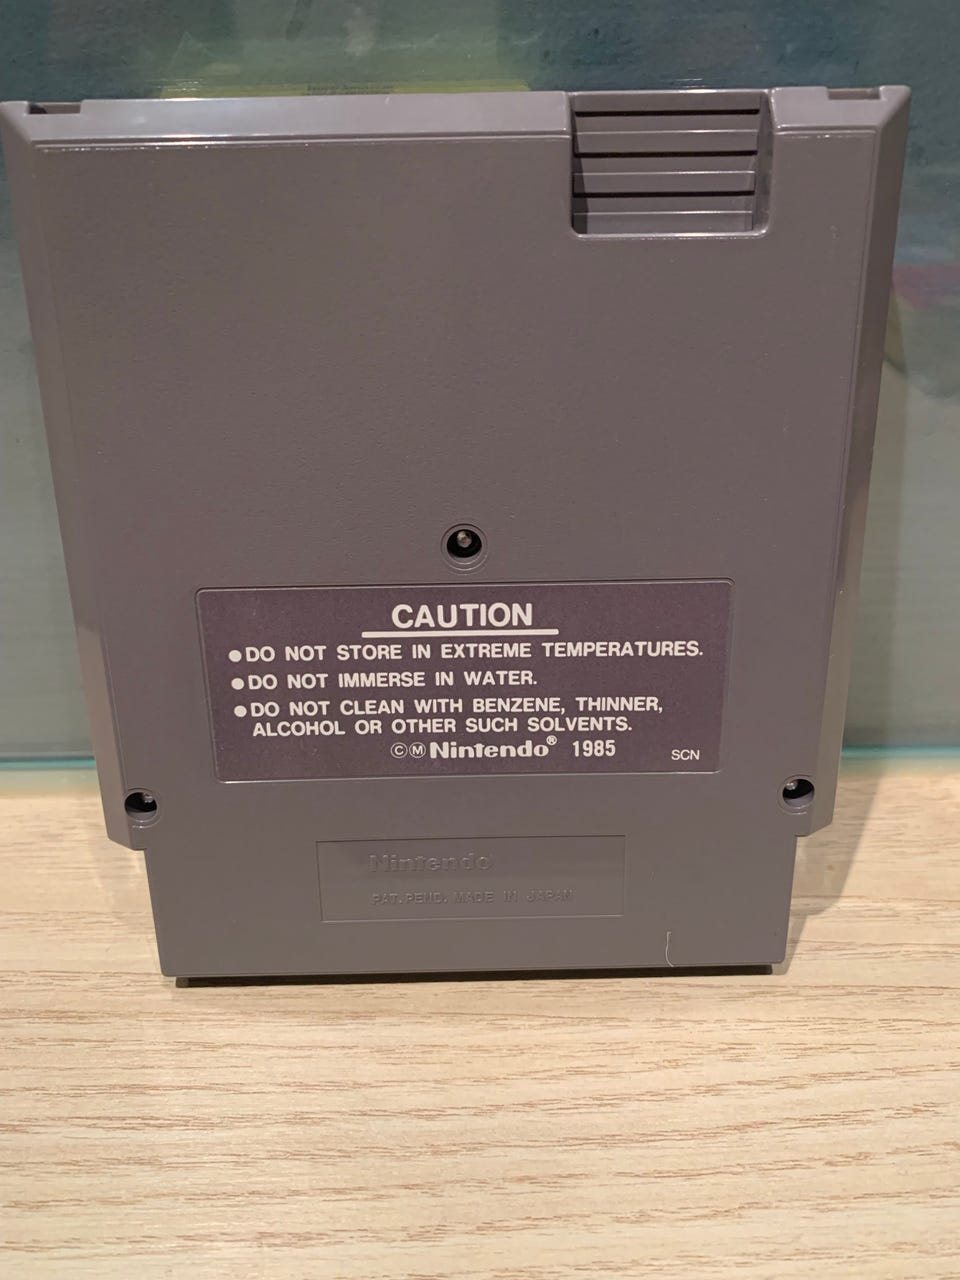 CAUTION
●DO NOT STORE IN EXTREME TEMPERATURES.
●DO NOT IMMERSE IN WATER.
●DO NOT CLEAN WITH BENZENE, THINNER,
ALCOHOL OR OTHER SUCH SOLVENTS.
ⒸⓂNintendo® 1985
SCN
Nintendo
PAT. PEND. MADE IN JAPAN